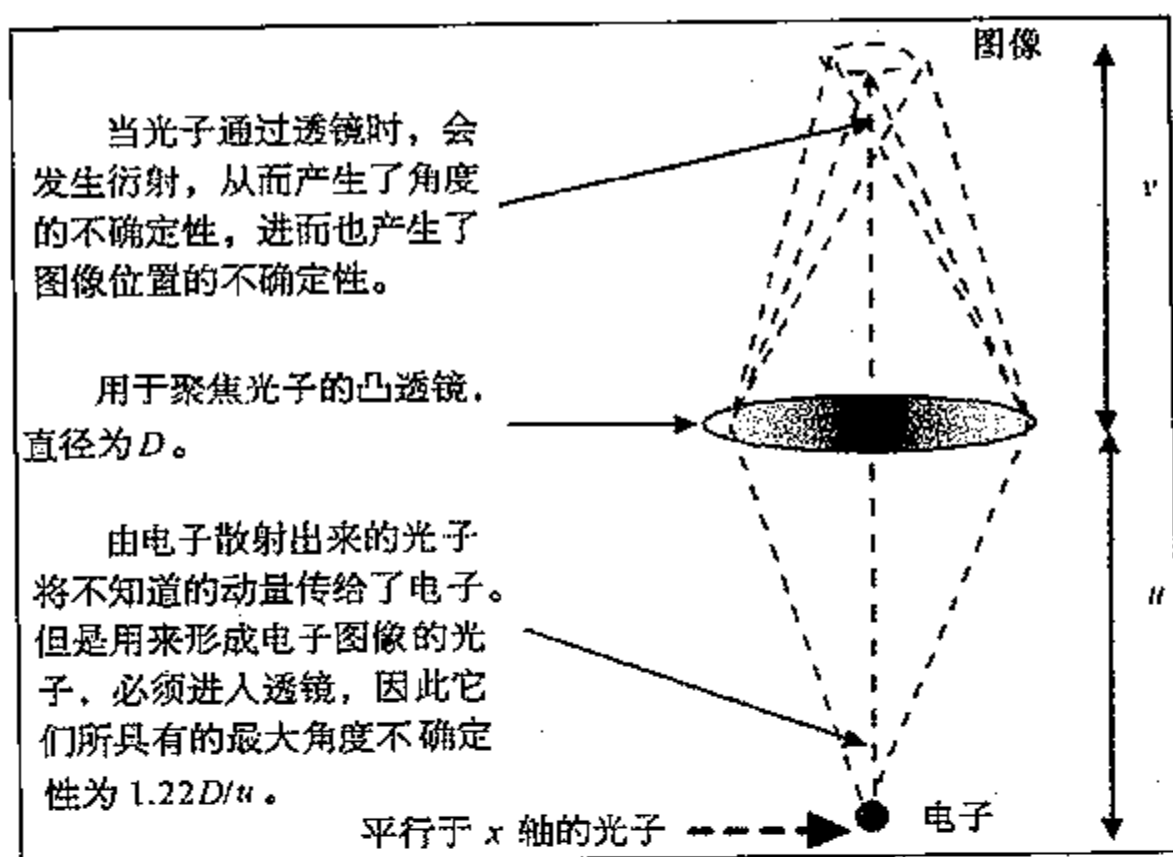 图像
当光子通过透镜时，会
发生衍射，从而产生了角度
的不确定性，进而也产生了
图像位置的不确定性。
v
用于聚焦光子的凸透镜，
直径为D。
由电子散射出来的光子
将不知道的动量传给了电子。
但是用来形成电子图像的光
子，必须进入透镜，因此它
们所具有的最大角度不确定
性为1.22D/u。
u
平行于 x 轴的光子
电子